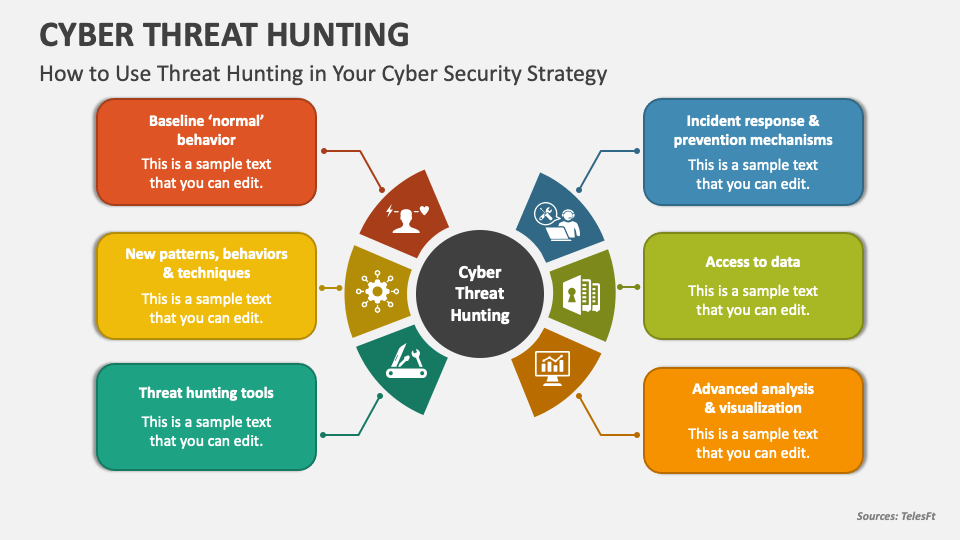 CYBER THREAT HUNTING
How to Use Threat Hunting in Your Cyber Security Strategy
Baseline ‘normal’
behavior
This is a sample text
that you can edit.
New patterns, behaviors
& techniques
This is a sample text
that you can edit.
Threat hunting tools
This is a sample text
that you can edit.
Cyber
Threat
Hunting
Incident response &
prevention mechanisms
This is a sample text
that you can edit.
Access to data
This is a sample text
that you can edit.
Advanced analysis
& visualization
This is a sample text
that you can edit.
Sources: TelesFt